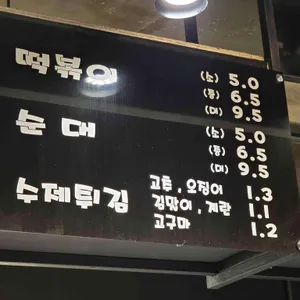 떡볶이 (소) 5.0
(중) 6.5
(대) 9.5
순대 (소) 5.0
(중) 6.5
(대) 9.5
수제튀김 고추, 오징어 1.3
김말이, 계란 1.1
고구마 1.2